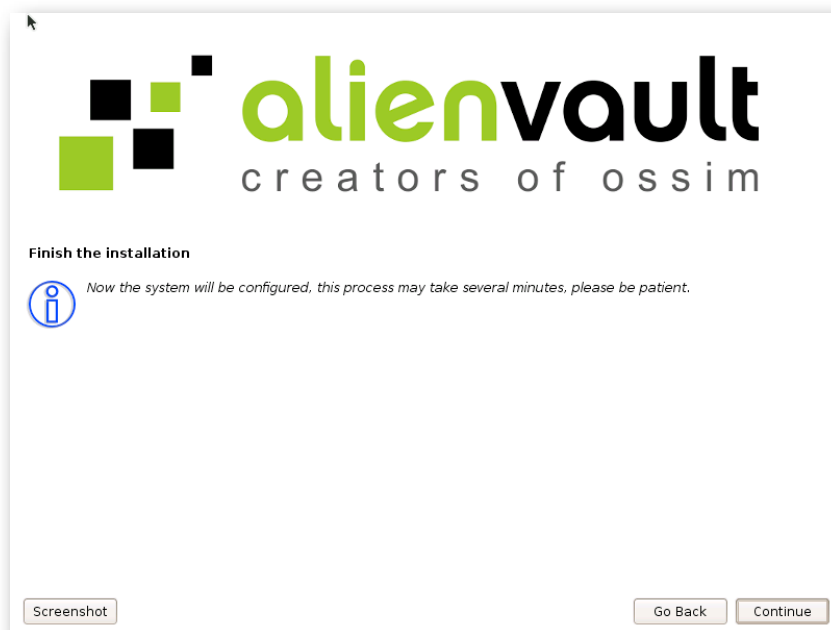 alienvault
creators of ossim
Finish the installation
Now the system will be configured, this process may take several minutes, please be patient.
Screenshot
Go Back
Continue